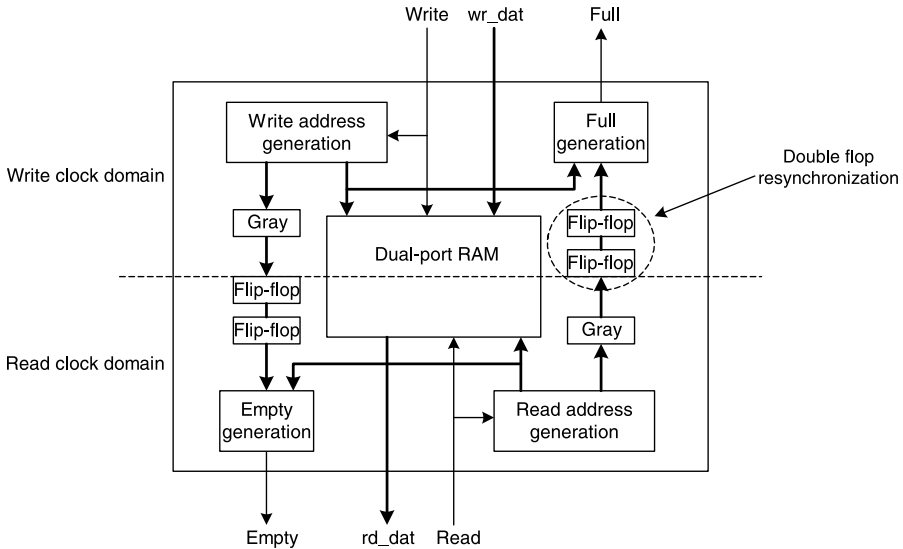 Write
wr_dat
Full
Write address
generation
Full
generation
Double flop
resynchronization
Write clock domain
Gray
Flip-flop
Dual-port RAM
Flip-flop
Flip-flop
Flip-flop
Gray
Read clock domain
Empty
generation
Read address
generation
Empty
rd_dat
Read